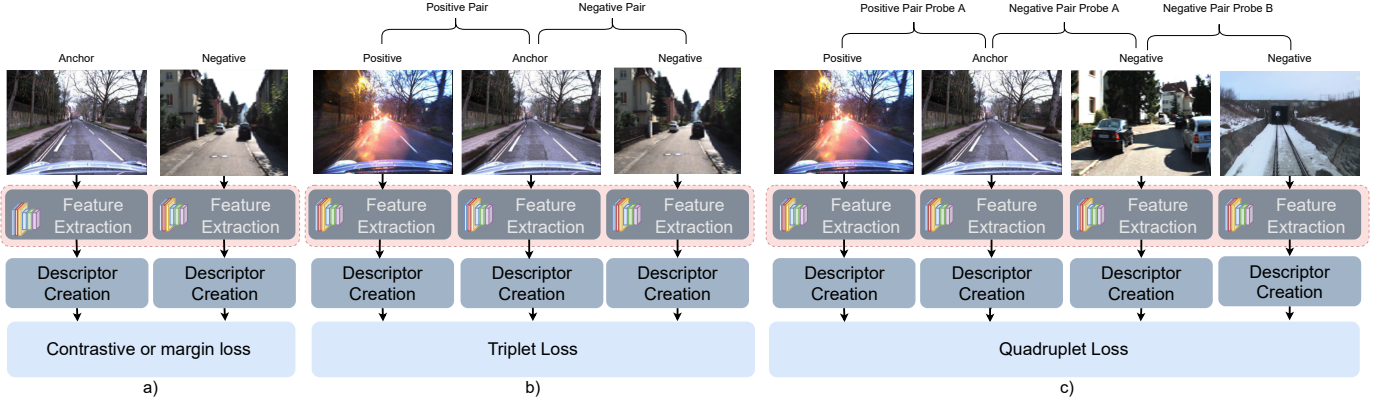 Positive Pair
Negative Pair
Positive Pair Probe A
Negative Pair Probe A
Negative Pair Probe B
Anchor
Negative
Positive
Anchor
Negative
Positive
Anchor
Negative
Negative
Feature
Extraction
Feature
Extraction
Feature
Extraction
Feature
Extraction
Feature
Extraction
Feature
Extraction
Feature
Extraction
Feature
Extraction
Feature
Extraction
Descriptor
Creation
Descriptor
Creation
Descriptor
Creation
Descriptor
Creation
Descriptor
Creation
Descriptor
Creation
Descriptor
Creation
Descriptor
Creation
Descriptor
Creation
Contrastive or margin loss
Triplet Loss
Quadruplet Loss
a)
b)
c)